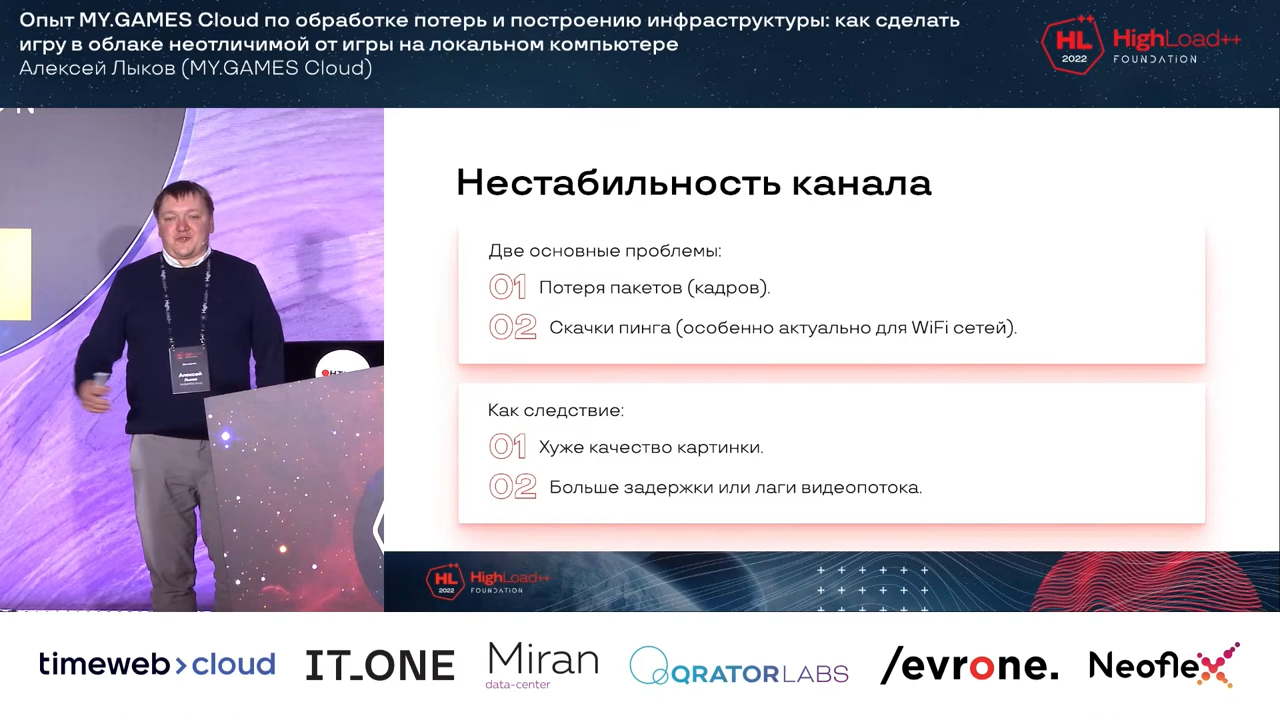 Опыт MY.GAMES Cloud по обработке потерь и построению инфраструктуры: как сделать
игру в облаке неотличимой от игры на локальном компьютере
Алексей Лыков (MY.GAMES Cloud)
HL
2022
HighLoad++
FOUNDATION
Алексей
Лыков
Нестабильность канала
Две основные проблемы:
01 Потеря пакетов (кадров).
02 Скачки пинга (особенно актуально для WiFi сетей).
Как следствие:
01 Хуже качество картинки.
02 Больше задержки или лаги видеопотока.
HL
2022
HighLoad++
FOUNDATION
timeweb>cloud
IT_ONE
Miran
data-center
QRATORLABS
/evrone.
Neoflex